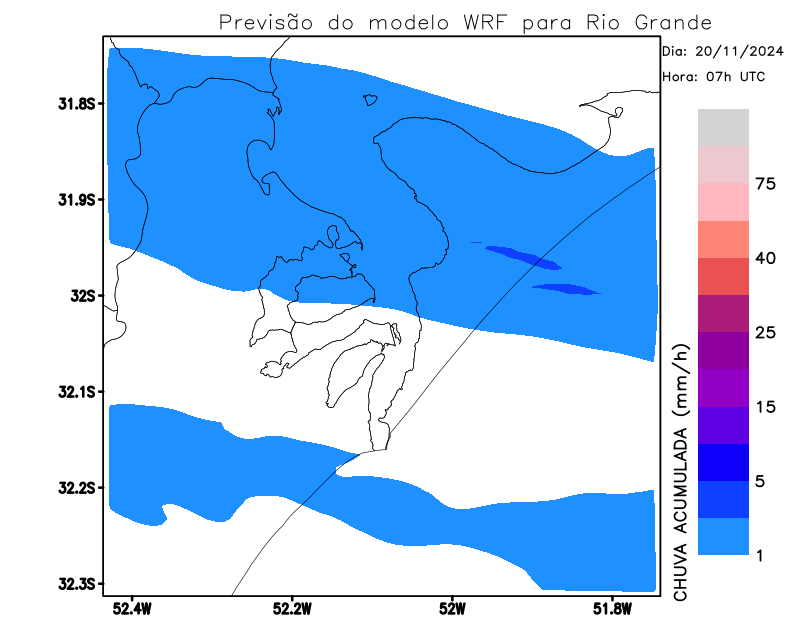 Previsão do modelo WRF para Rio Grande
Dia: 20/11/2024
Hora: 07h UTC
31.8S
31.9S
32S
32.1S
32.2S
32.3S
52.4W
52.2W
52W
51.8W
75
40
25
15
5
1
CHUVA ACUMULADA (mm/h)